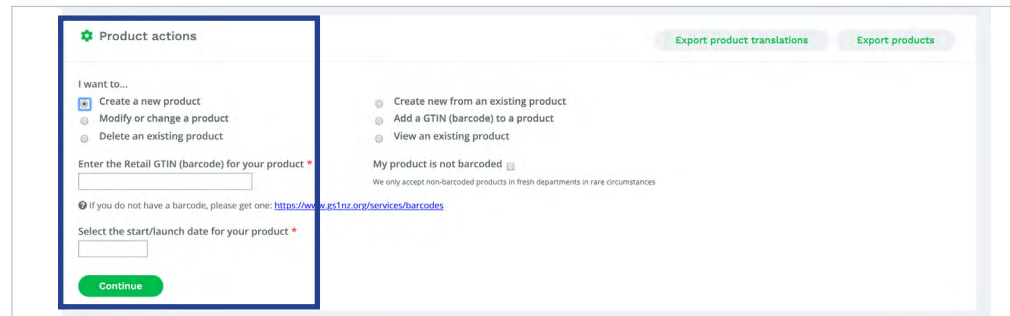 Product actions
Export product translations
Export products
I want to...
Create a new product
Create new from an existing product
Modify or change a product
Add a GTIN (barcode) to a product
Delete an existing product
View an existing product
Enter the Retail GTIN (barcode) for your product *
My product is not barcoded
We only accept non-barcoded products in fresh departments in rare circumstances
If you do not have a barcode, please get one: https://www.gs1nz.org/services/barcodes
Select the start/launch date for your product *
Continue